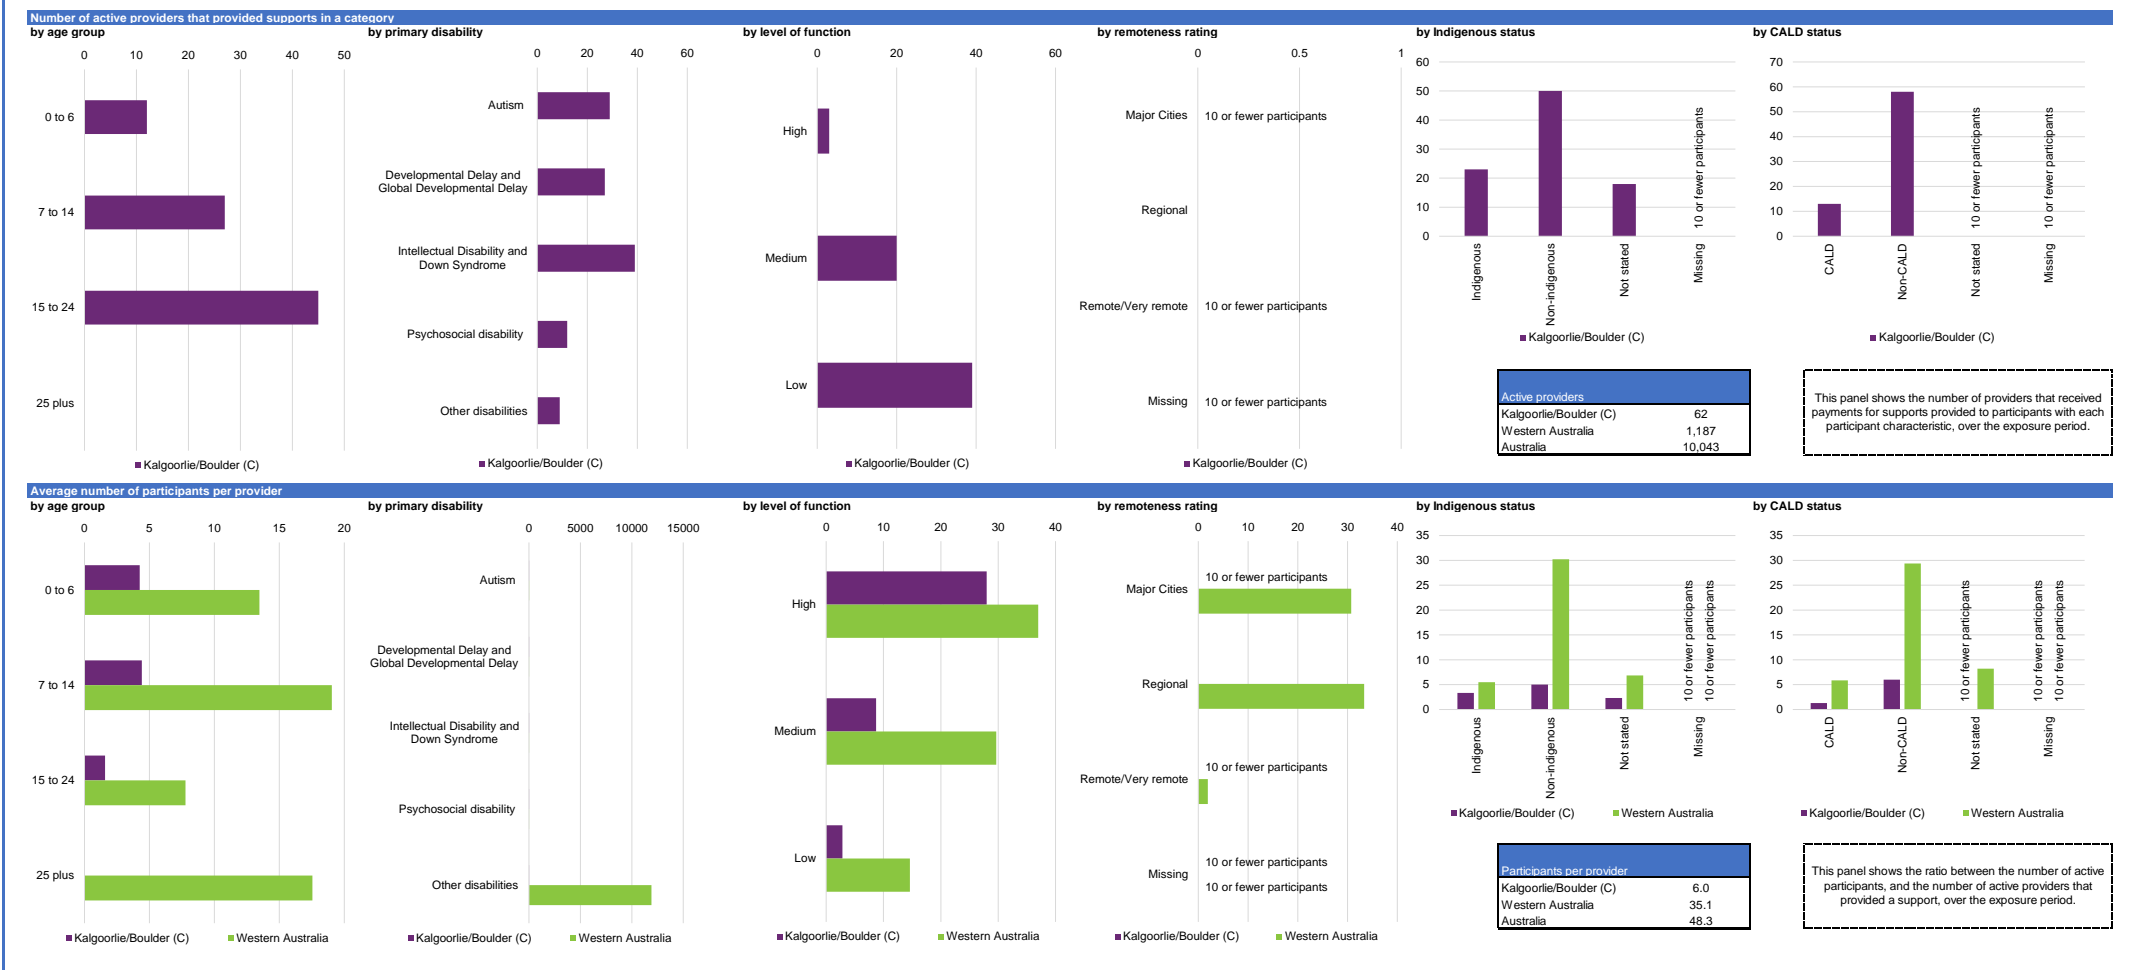 Number of active providers that provided supports in a category
by age group
0 10 20 30 40 50
0 to 6
7 to 14
15 to 24
25 plus
Kalgoorlie/Boulder (C)
by primary disability
0 20 40 60
Autism
Developmental Delay and
Global Developmental Delay
Intellectual Disability and
Down Syndrome
Psychosocial disability
Other disabilities
Kalgoorlie/Boulder (C)
by level of function
0 20 40 60
High
Medium
Low
Kalgoorlie/Boulder (C)
by remoteness rating
0 0.5 1
Major Cities 10 or fewer participants
Regional
Remote/Very remote 10 or fewer participants
Missing 10 or fewer participants
Kalgoorlie/Boulder (C)
by Indigenous status
60
50
40
30
20
10
0
10 or fewer participants
Indigenous
Non-indigenous
Not stated
Missing
Kalgoorlie/Boulder (C)
by CALD status
70
60
50
40
30
20
10
0
10 or fewer participants
10 or fewer participants
CALD
Non-CALD
Not stated
Missing
Kalgoorlie/Boulder (C)
Active providers
Kalgoorlie/Boulder (C) 62
Western Australia 1,187
Australia 10,043
This panel shows the number of providers that received
payments for supports provided to participants with each
participant characteristic, over the exposure period.
Average number of participants per provider
by age group
0 5 10 15 20
0 to 6
7 to 14
15 to 24
25 plus
Kalgoorlie/Boulder (C) Western Australia
by primary disability
0 5000 10000 15000
Autism
Developmental Delay and
Global Developmental Delay
Intellectual Disability and
Down Syndrome
Psychosocial disability
Other disabilities
Kalgoorlie/Boulder (C) Western Australia
by level of function
0 10 20 30 40
High
Medium
Low
Kalgoorlie/Boulder (C) Western Australia
by remoteness rating
0 10 20 30 40
10 or fewer participants
Major Cities
Regional
10 or fewer participants
Remote/Very remote
10 or fewer participants
Missing
10 or fewer participants
Kalgoorlie/Boulder (C) Western Australia
by Indigenous status
35
30
25
20
15
10
5
0
10 or fewer participants
10 or fewer participants
Indigenous
Non-indigenous
Not stated
Missing
Kalgoorlie/Boulder (C) Western Australia
by CALD status
35
30
25
20
15
10
5
0
10 or fewer participants
10 or fewer participants
10 or fewer participants
CALD
Non-CALD
Not stated
Missing
Kalgoorlie/Boulder (C) Western Australia
Participants per provider
Kalgoorlie/Boulder (C) 6.0
Western Australia 35.1
Australia 48.3
This panel shows the ratio between the number of active
participants, and the number of active providers that
provided a support, over the exposure period.